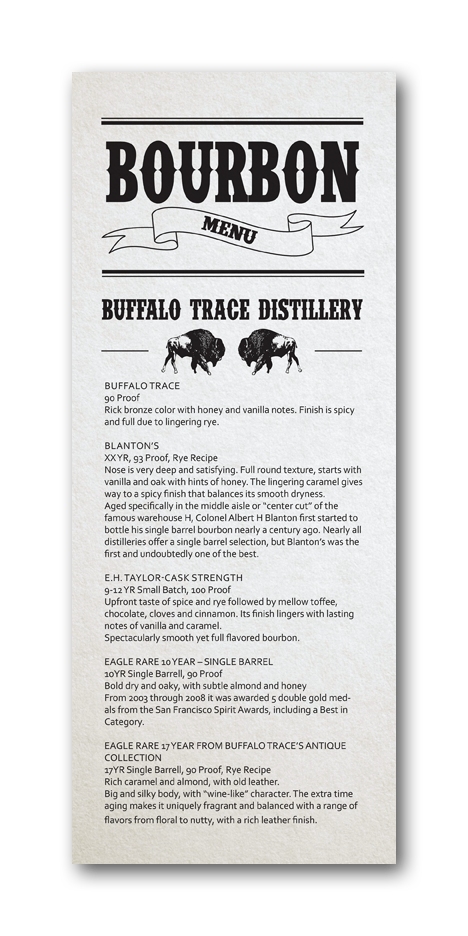 BOURBON
MENU
BUFFALO TRACE DISTILLERY
BUFFALO TRACE
90 Proof
Rick bronze color with honey and vanilla notes. Finish is spicy
and full due to lingering rye.
BLANTON'S
XX YR, 93 Proof, Rye Recipe
Nose is very deep and satisfying. Full round texture, starts with
vanilla and oak with hints of honey. The lingering caramel gives
way to a spicy finish that balances its smooth dryness.
Aged specifically in the middle aisle or "center cut" of the
famous warehouse H, Colonel Albert H Blanton first started to
bottle his single barrel bourbon nearly a century ago. Nearly all
distilleries offer a single barrel selection, but Blanton's was the
first and undoubtedly one of the best.
E.H. TAYLOR-CASK STRENGTH
9-12 YR Small Batch, 100 Proof
Upfront taste of spice and rye followed by mellow toffee,
chocolate, cloves and cinnamon. Its finish lingers with lasting
notes of vanilla and caramel.
Spectacularly smooth yet full flavored bourbon.
EAGLE RARE 10 YEAR – SINGLE BARREL
10YR Single Barrell, 90 Proof
Bold dry and oaky, with subtle almond and honey
From 2003 through 2008 it was awarded 5 double gold med-
als from the San Francisco Spirit Awards, including a Best in
Category.
EAGLE RARE 17 YEAR FROM BUFFALO TRACE'S ANTIQUE
COLLECTION
17YR Single Barrell, 90 Proof, Rye Recipe
Rich caramel and almond, with old leather.
Big and silky body, with "wine-like" character. The extra time
aging makes it uniquely fragrant and balanced with a range of
flavors from floral to nutty, with a rich leather finish.